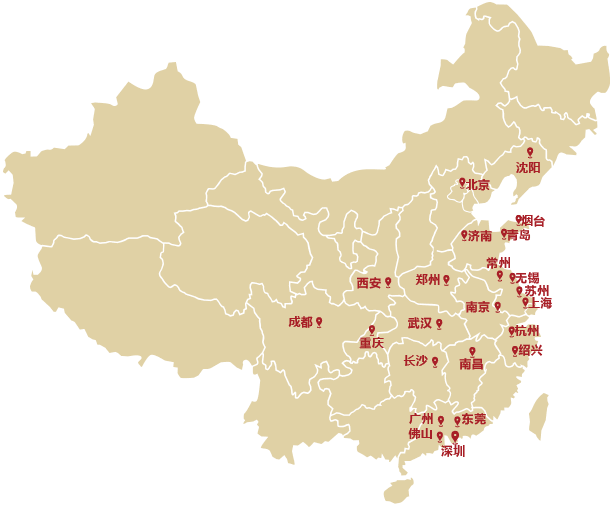 沈阳
北京
烟台
济南
青岛
常州
无锡
西安
郑州
苏州
上海
南京
成都
武汉
杭州
重庆
绍兴
长沙
南昌
广州
东莞
佛山
深圳